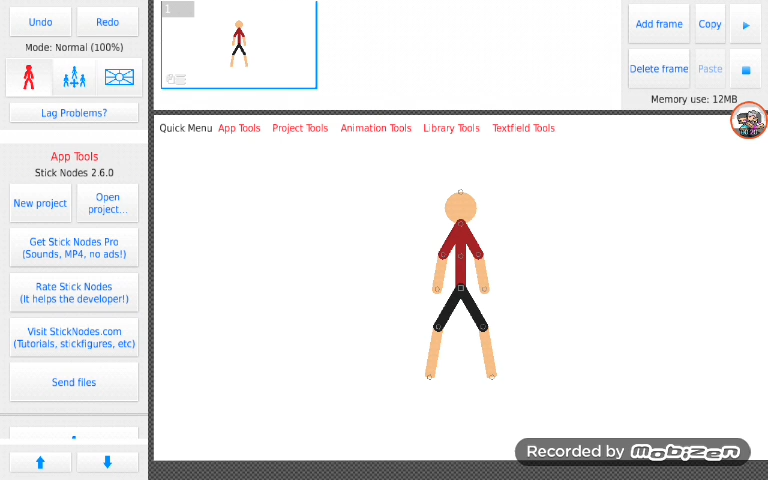 Undo
Redo
Mode: Normal (100%)
Lag Problems?
App Tools
Stick Nodes 2.6.0
New project
Open
project...
Get Stick Nodes Pro
(Sounds, MP4, no ads!)
Rate Stick Nodes
(It helps the developer!)
Visit StickNodes.com
(Tutorials, stickfigures, etc)
Send files
1
Add frame
Copy
Delete frame
Paste
Memory use: 12MB
Quick Menu App Tools Project Tools Animation Tools Library Tools Textfield Tools
Recorded by Mobizen